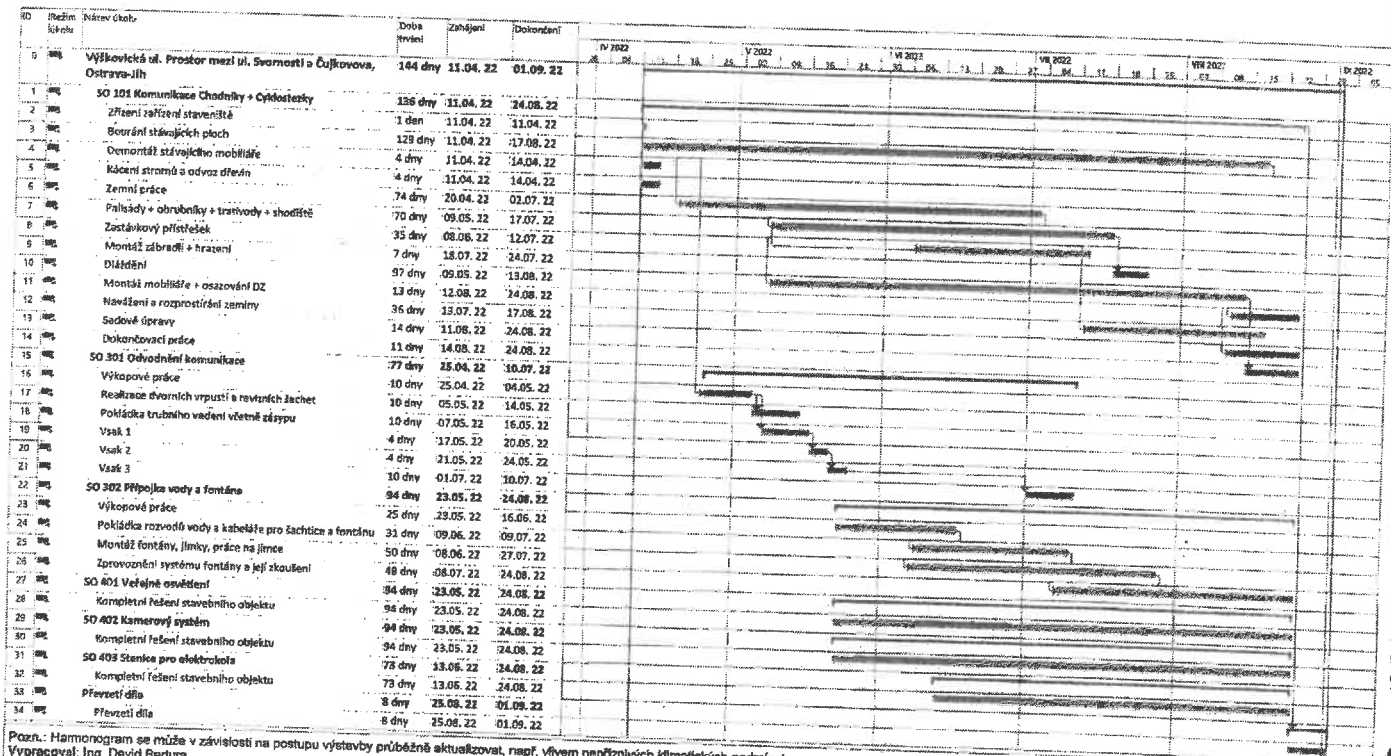 ID Režim úkolu Název úkolu Doba trvání Zahájení Dokončení
IV 2022 V 2022 VI 2022 VII 2022 VIII 2022 IX 2022
0 Výškovická ul. Prostor mezi ul. Svornosti a Čujkovova, Ostrava-Jih 144 dny 11.04. 22 01.09. 22
1 SO 101 Komunikace Chodníky + Cyklostezky 136 dny 11.04. 22 24.08. 22
2 Zřízení zařízení staveniště 1 den 11.04. 22 11.04. 22
3 Bourání stávajících ploch 129 dny 11.04. 22 17.08. 22
4 Demontáž stávajícího mobiliáře 4 dny 11.04. 22 14.04. 22
5 Kácení stromů a odvoz dřevin 4 dny 11.04. 22 14.04. 22
6 Zemní práce 74 dny 20.04. 22 02.07. 22
7 Palisády + obrubníky + trativody + shodiště 70 dny 09.05. 22 17.07. 22
8 Zastávkový přístřešek 35 dny 08.06. 22 12.07. 22
9 Montáž zábradlí + hrazení 7 dny 18.07. 22 24.07. 22
10 Dláždění 97 dny 09.05. 22 13.08. 22
11 Montáž mobiliáře + osazování DZ 13 dny 12.08. 22 24.08. 22
12 Navážení a rozprostírání zeminy 36 dny 13.07. 22 17.08. 22
13 Sadové úpravy 14 dny 11.08. 22 24.08. 22
14 Dokončovací práce 11 dny 14.08. 22 24.08. 22
15 SO 301 Odvodnění komunikace 77 dny 25.04. 22 10.07. 22
16 Výkopové práce 10 dny 25.04. 22 04.05. 22
17 Realizace dvorních vrpustí a revizních šachet 10 dny 05.05. 22 14.05. 22
18 Pokládka trubního vedení včetně zásypu 10 dny 07.05. 22 16.05. 22
19 Vsak 1 4 dny 17.05. 22 20.05. 22
20 Vsak 2 4 dny 21.05. 22 24.05. 22
21 Vsak 3 10 dny 01.07. 22 10.07. 22
22 SO 302 Přípojka vody a fontána 94 dny 23.05. 22 24.08. 22
23 Výkopové práce 25 dny 23.05. 22 16.06. 22
24 Pokládka rozvodů vody a kabeláže pro šachtice a fontánu 31 dny 09.06. 22 09.07. 22
25 Montáž fontány, jímky, práce na jímce 50 dny 08.06. 22 27.07. 22
26 Zprovoznění systému fontány a její zkoušení 48 dny 08.07. 22 24.08. 22
27 SO 401 Veřejné osvětlení 94 dny 23.05. 22 24.08. 22
28 Kompletní řešení stavebního objektu 94 dny 23.05. 22 24.08. 22
29 SO 402 Kamerový systém 94 dny 23.05. 22 24.08. 22
30 Kompletní řešení stavebního objektu 94 dny 23.05. 22 24.08. 22
31 SO 403 Stanice pro elektrokola 73 dny 13.06. 22 24.08. 22
32 Kompletní řešení stavebního objektu 73 dny 13.06. 22 24.08. 22
33 Převzetí díla 8 dny 25.08. 22 01.09. 22
34 Převzetí díla 8 dny 25.08. 22 01.09. 22
Pozn.: Harmonogram se může v závislosti na postupu výstavby průběžně aktualizovat, např. vlivem nepříznivých klimatických
Vypracoval: Ing. David